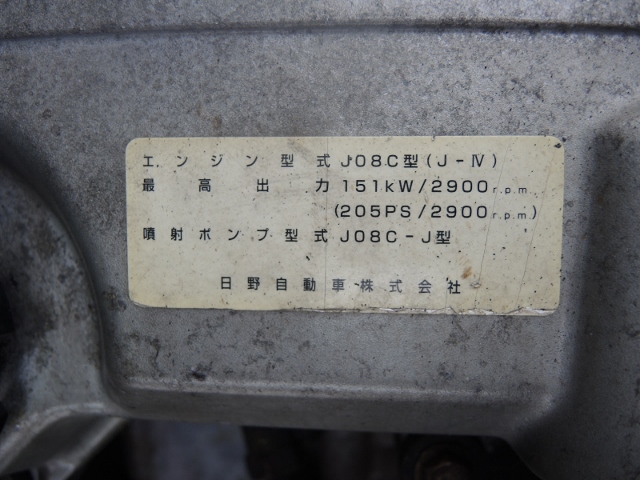 エンジン型式 J08C型(J-Ⅳ)
最高出力 151kW/2900r.p.m.
(205PS/2900r.p.m)
噴射ポンプ型式 J08C-J型
日野自動車株式会社